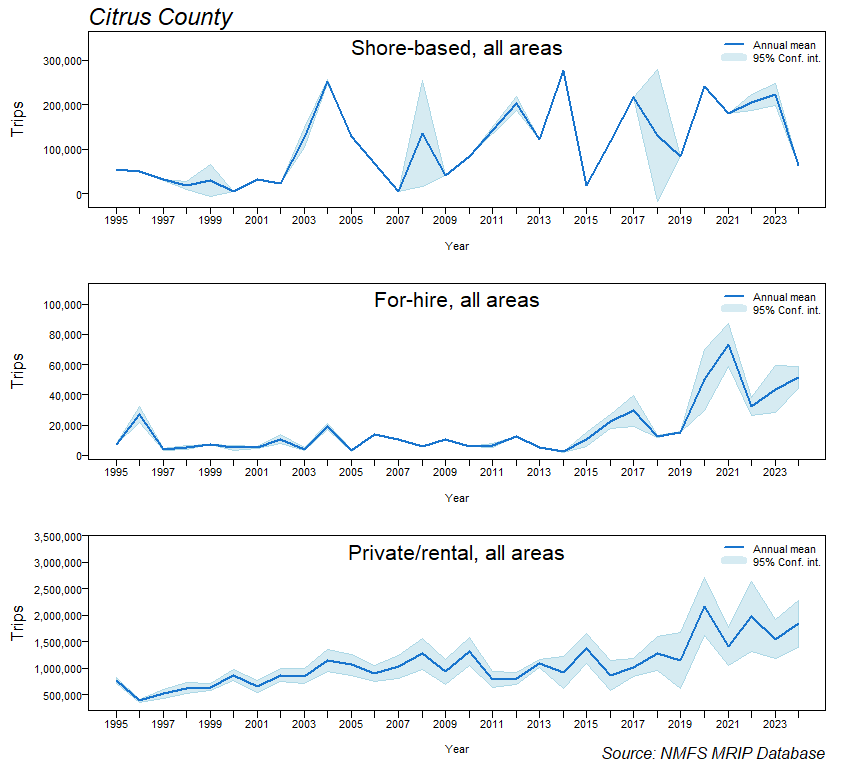 Citrus County
Shore-based, all areas
Annual mean
95% Conf. int.
Trips
300,000
200,000
100,000
0
1995 1997 1999 2001 2003 2005 2007 2009 2011 2013 2015 2017 2019 2021 2023
Year
For-hire, all areas
Annual mean
95% Conf. int.
Trips
100,000
80,000
60,000
40,000
20,000
0
1995 1997 1999 2001 2003 2005 2007 2009 2011 2013 2015 2017 2019 2021 2023
Year
Private/rental, all areas
Annual mean
95% Conf. int.
Trips
3,500,000
3,000,000
2,500,000
2,000,000
1,500,000
1,000,000
500,000
1995 1997 1999 2001 2003 2005 2007 2009 2011 2013 2015 2017 2019 2021 2023
Year
Source: NMFS MRIP Database